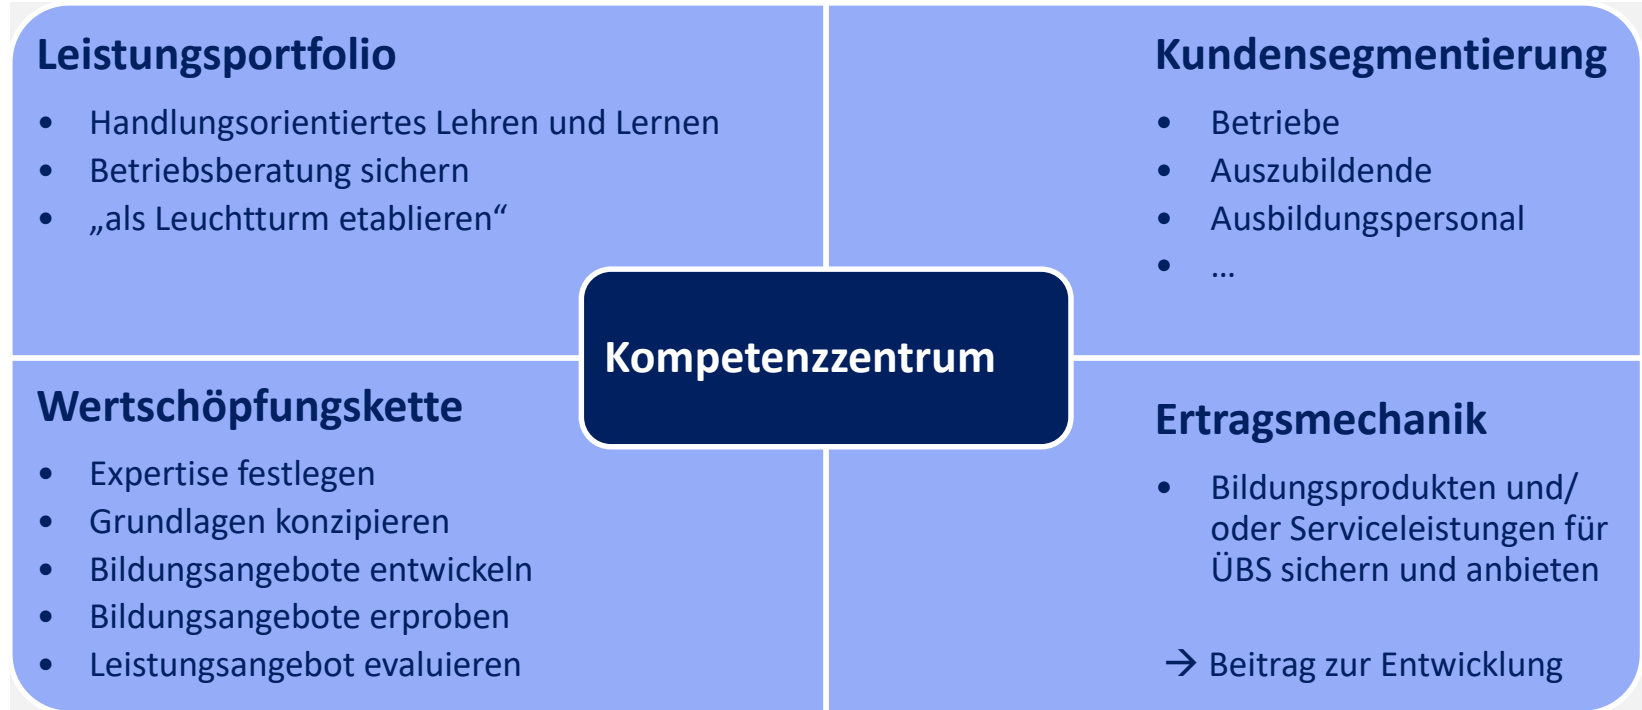 Leistungsportfolio
• Handlungsorientiertes Lehren und Lernen
• Betriebsberatung sichern
• „als Leuchtturm etablieren“
Kundensegmentierung
• Betriebe
• Auszubildende
• Ausbildungspersonal
• …
Kompetenzzentrum
Wertschöpfungskette
• Expertise festlegen
• Grundlagen konzipieren
• Bildungsangebote entwickeln
• Bildungsangebote erproben
• Leistungsangebot evaluieren
Ertragsmechanik
• Bildungsprodukten und/
oder Serviceleistungen für
ÜBS sichern und anbieten
→ Beitrag zur Entwicklung